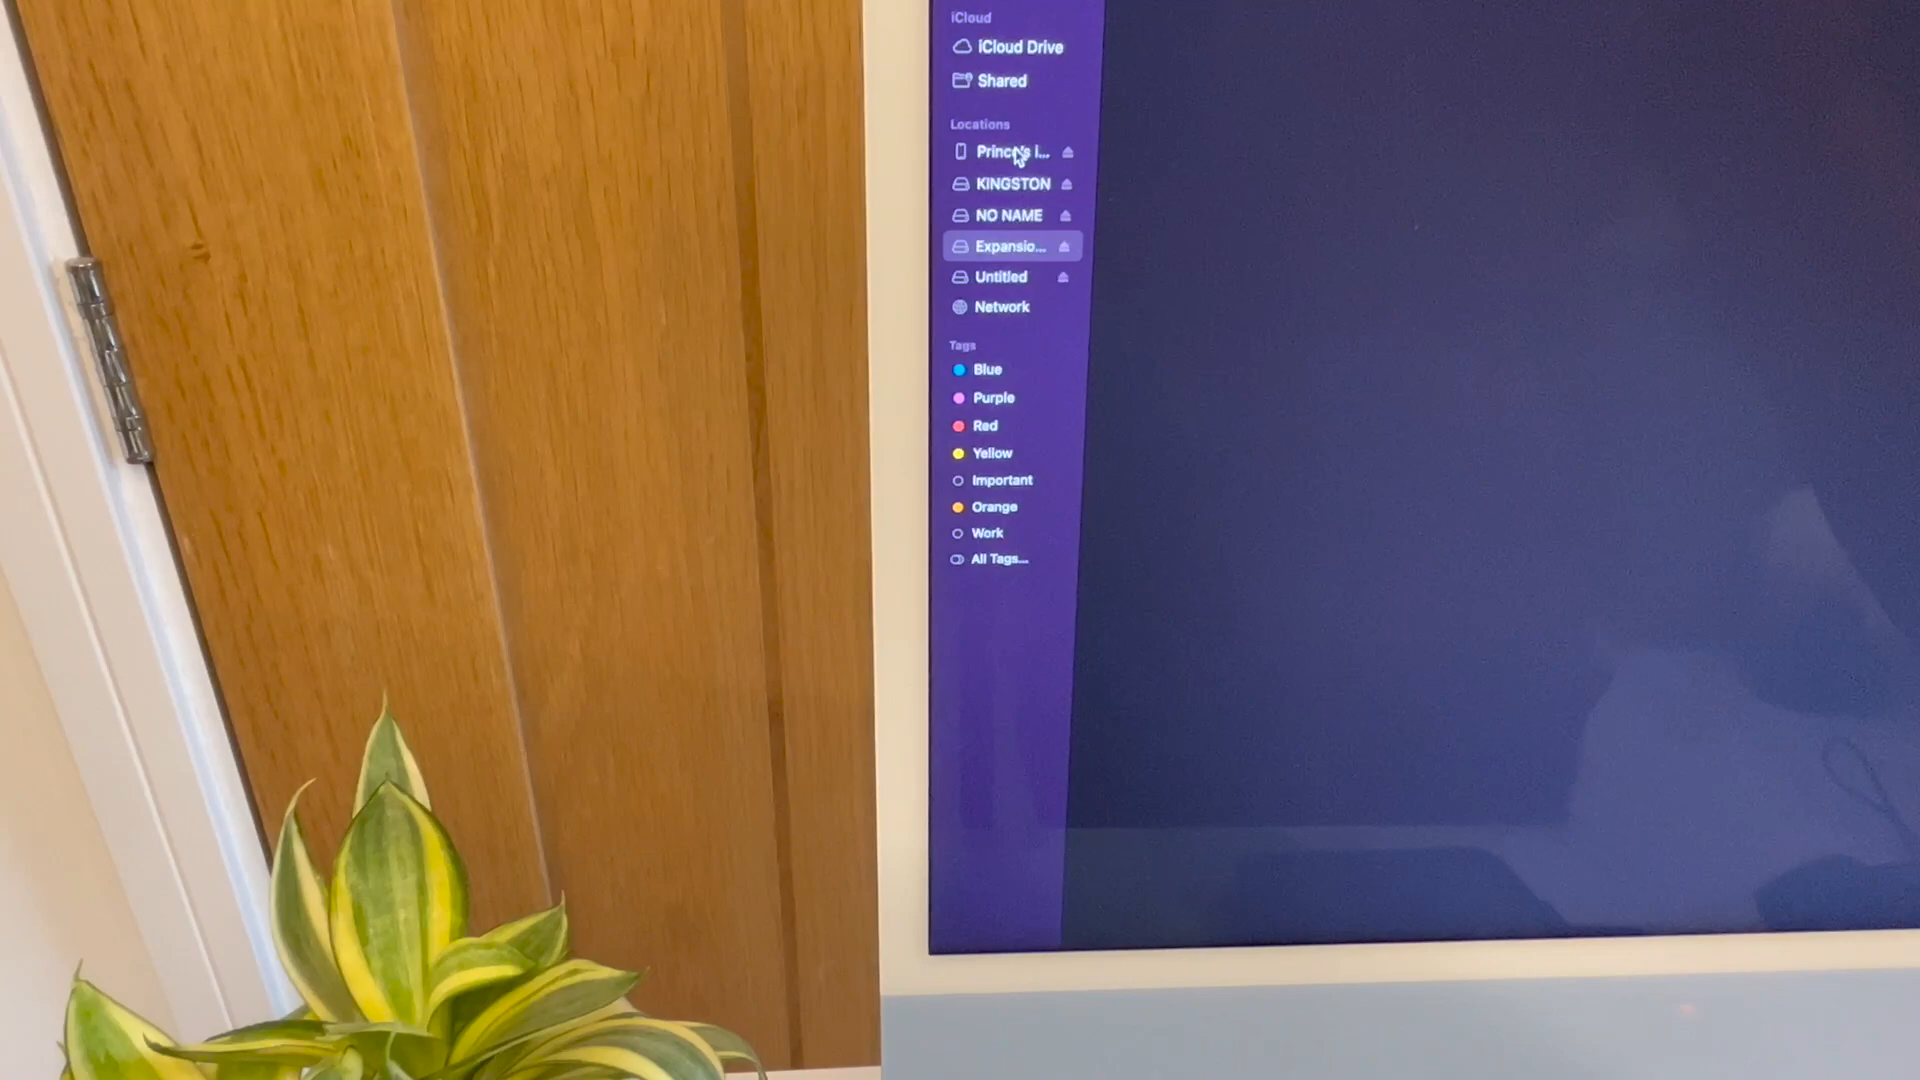 iCloud
iCloud Drive
Shared
Locations
Prince's i...
KINGSTON
NO NAME
Expansio...
Untitled
Network
Tags
Blue
Purple
Red
Yellow
Important
Orange
Work
All Tags...